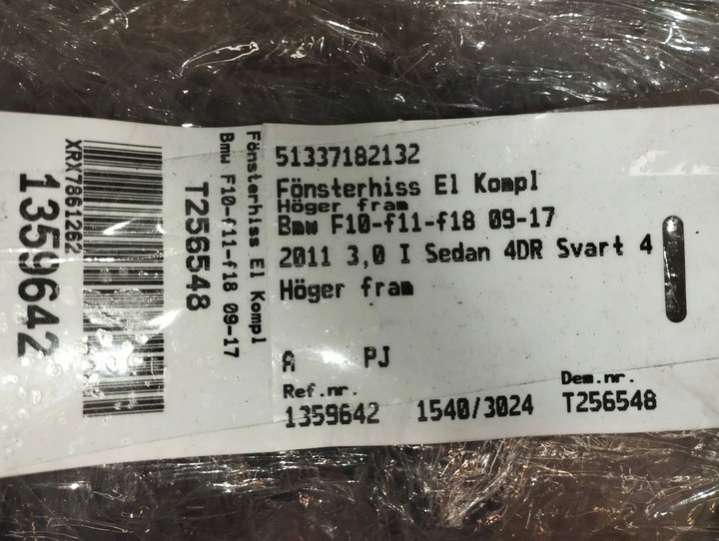 XRX7861262
1359642
T256548
Fönsterhiss El Kompl
Bmw F10-f11-f18 09-17
51337182132
Fönsterhiss El Kompl
Höger fram
Bmw F10-f11-f18 09-17
2011 3,0 I Sedan 4DR Svart 4
Höger fram
A PJ
Ref.nr. Dem.nr.
1359642 1540/3024 T256548